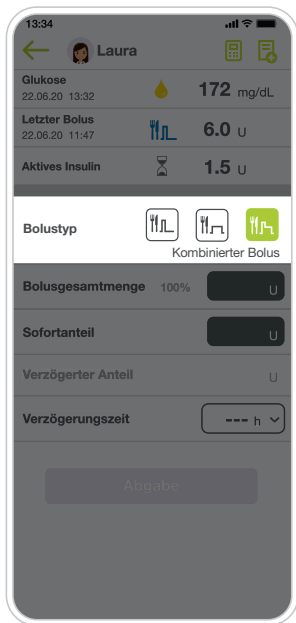 13:34
Laura
Glukose
22.06.20 13:32
172 mg/dL
Letzter Bolus
22.06.20 11:47
6.0 U
Aktives Insulin
1.5 U
Bolustyp
Kombinierter Bolus
Bolusgesamtmenge 100% U
Sofortanteil U
Verzögerter Anteil U
Verzögerungszeit --- h
Abgabe